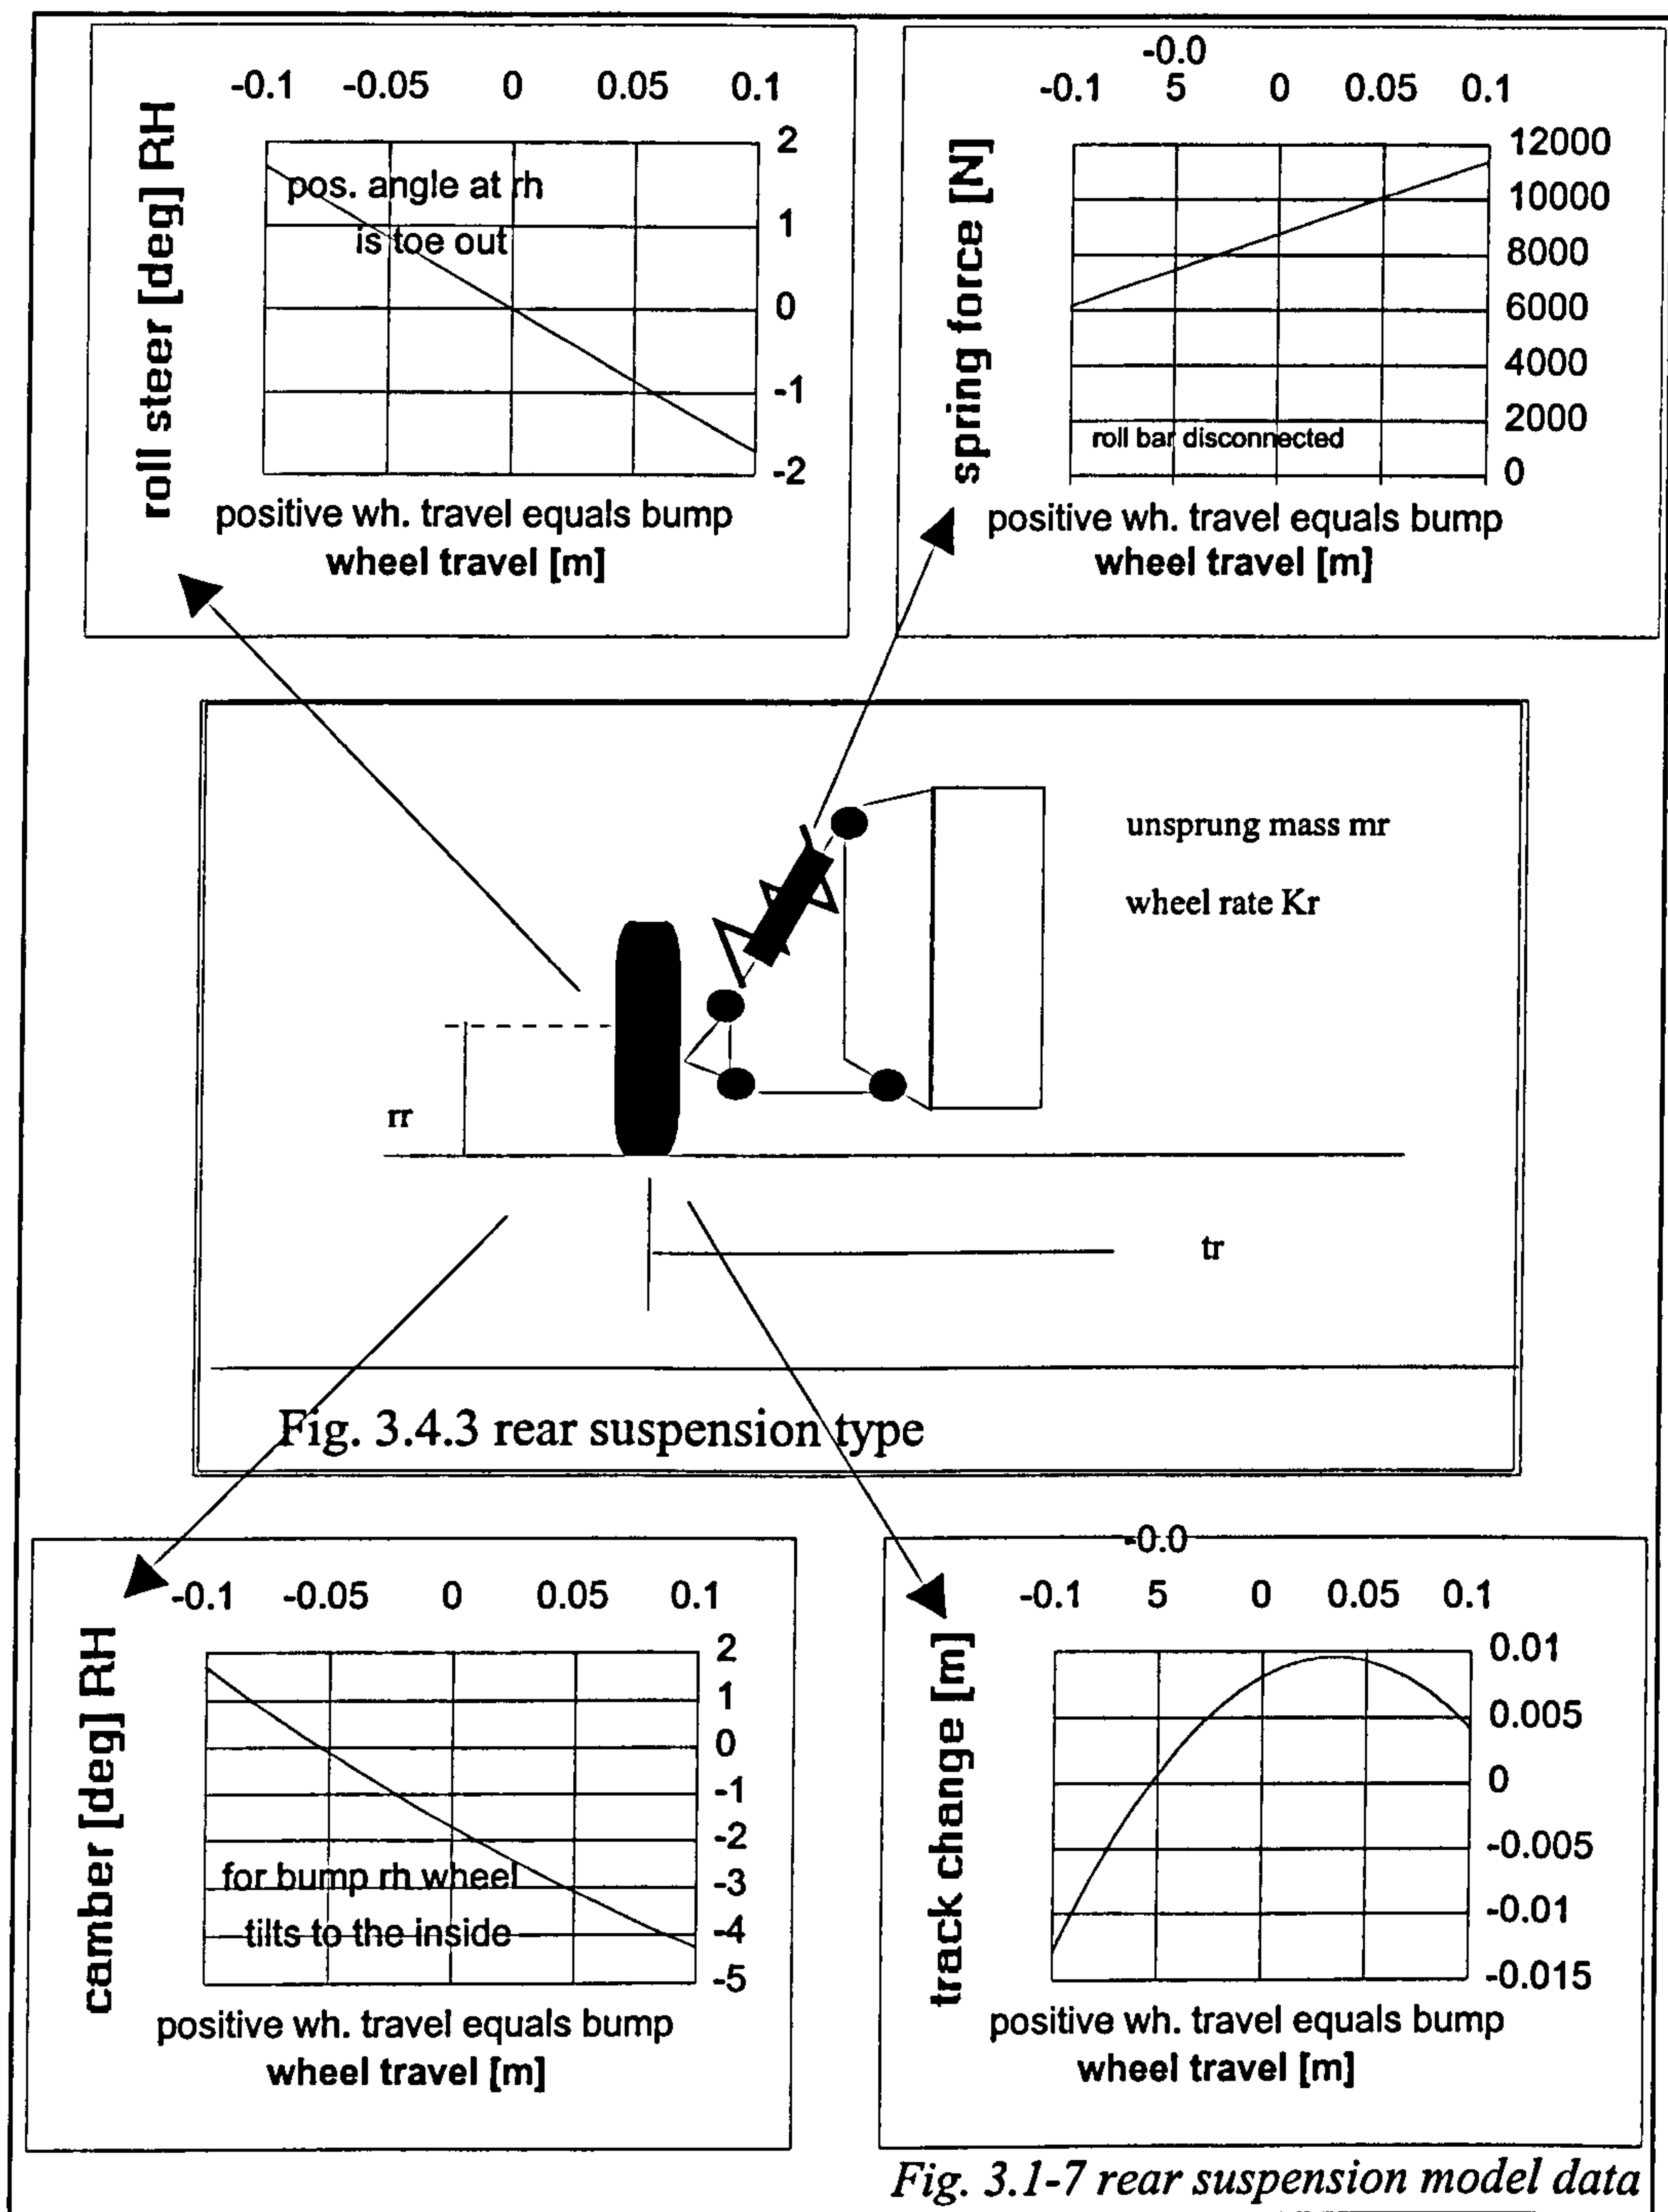 -0.1 -0.05 0 0.05 0.1
roll steer [deg] RH
2
pos. angle at rh
1
is toe out
0
-1
-2
positive wh. travel equals bump
wheel travel [m]
-0.0
-0.1 5 0 0.05 0.1
spring force [N]
12000
10000
8000
6000
4000
2000
roll bar disconnected
0
positive wh. travel equals bump
wheel travel [m]
unsprung mass mr
wheel rate Kr
rr
tr
Fig. 3.4.3 rear suspension type
-0.1 -0.05 0 0.05 0.1
camber [deg] RH
2
1
0
-1
-2
for bump rh wheel
-3
tilts to the inside
-4
-5
positive wh. travel equals bump
wheel travel [m]
-0.0
-0.1 5 0 0.05 0.1
track change [m]
0.01
0.005
0
-0.005
-0.01
-0.015
positive wh. travel equals bump
wheel travel [m]
Fig. 3.1-7 rear suspension model data